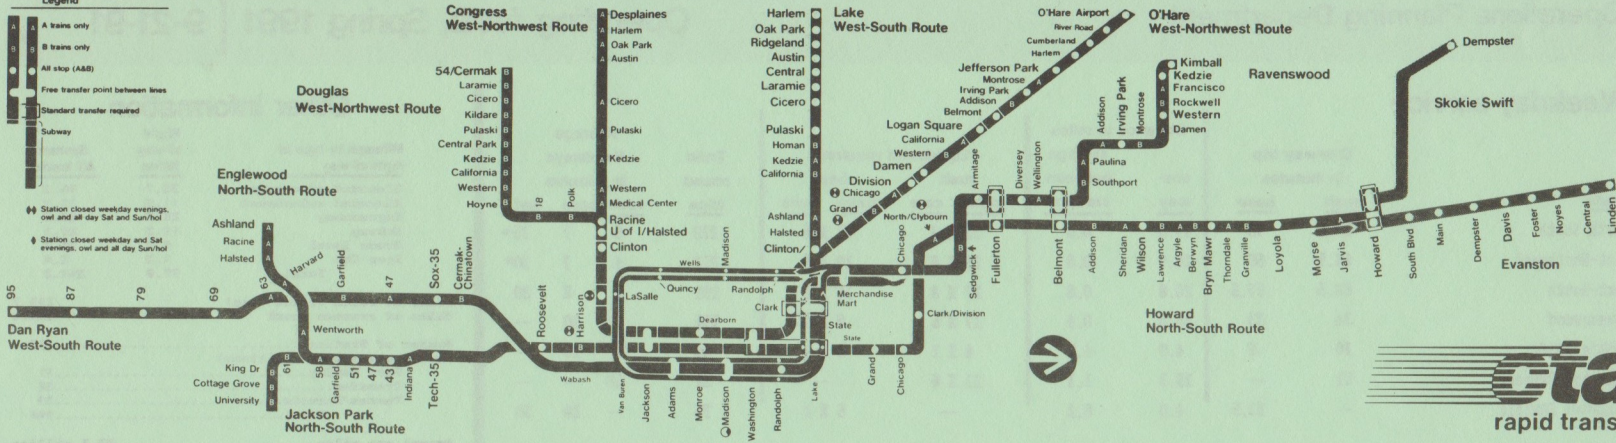 Legend
A trains only
B trains only
All stop (A&B)
Free transfer point between lines
Standard transfer required
Subway
Station closed weekday evenings,
owl and all day Sat and Sun/hol
Station closed weekday and Sat
evenings, owl and all day Sun/hol
Congress
West-Northwest Route
Desplaines
Harlem
Oak Park
Austin
Cicero
Pulaski
Kedzie
Western
Medical Center
Racine
U of I/Halsted
Clinton
LaSalle
Douglas
West-Northwest Route
54/Cermak
Laramie
Cicero
Kildare
Pulaski
Central Park
Kedzie
California
Western
Hoyne
18
Polk
Lake
West-South Route
Harlem
Oak Park
Ridgeland
Austin
Central
Laramie
Cicero
Pulaski
Homan
Kedzie
California
Ashland
Halsted
Clinton
O'Hare
West-Northwest Route
O'Hare Airport
River Road
Cumberland
Harlem
Jefferson Park
Montrose
Irving Park
Addison
Belmont
Logan Square
California
Western
Damen
Division
Chicago
Grand
Ravenswood
Kimball
Kedzie
Francisco
Rockwell
Western
Damen
Montrose
Irving Park
Addison
Paulina
Southport
Wellington
Diversey
Armitage
Sedgwick
Chicago
Merchandise
Mart
Skokie Swift
Dempster
Englewood
North-South Route
Ashland
Racine
Halsted
63
Harvard
Wentworth
Dan Ryan
West-South Route
95
87
79
69
Garfield
47
Sox-35
Cermak-
Chinatown
Jackson Park
North-South Route
King Dr
Cottage Grove
University
61
58
Garfield
51
47
43
Indiana
Tech-35
Roosevelt
Harrison
Wabash
Wells
Quincy
Madison
Randolph
Clark
Dearborn
State
State
Van Buren
Jackson
Adams
Monroe
Madison
Washington
Randolph
Lake
Grand
Chicago
Clark/Division
North/Clybourn
Howard
North-South Route
Fullerton
Belmont
Addison
Sheridan
Wilson
Lawrence
Argyle
Berwyn
Bryn Mawr
Thorndale
Granville
Loyola
Morse
Jarvis
Howard
Evanston
South Blvd
Main
Dempster
Davis
Foster
Noyes
Central
Linden
cta
rapid trans